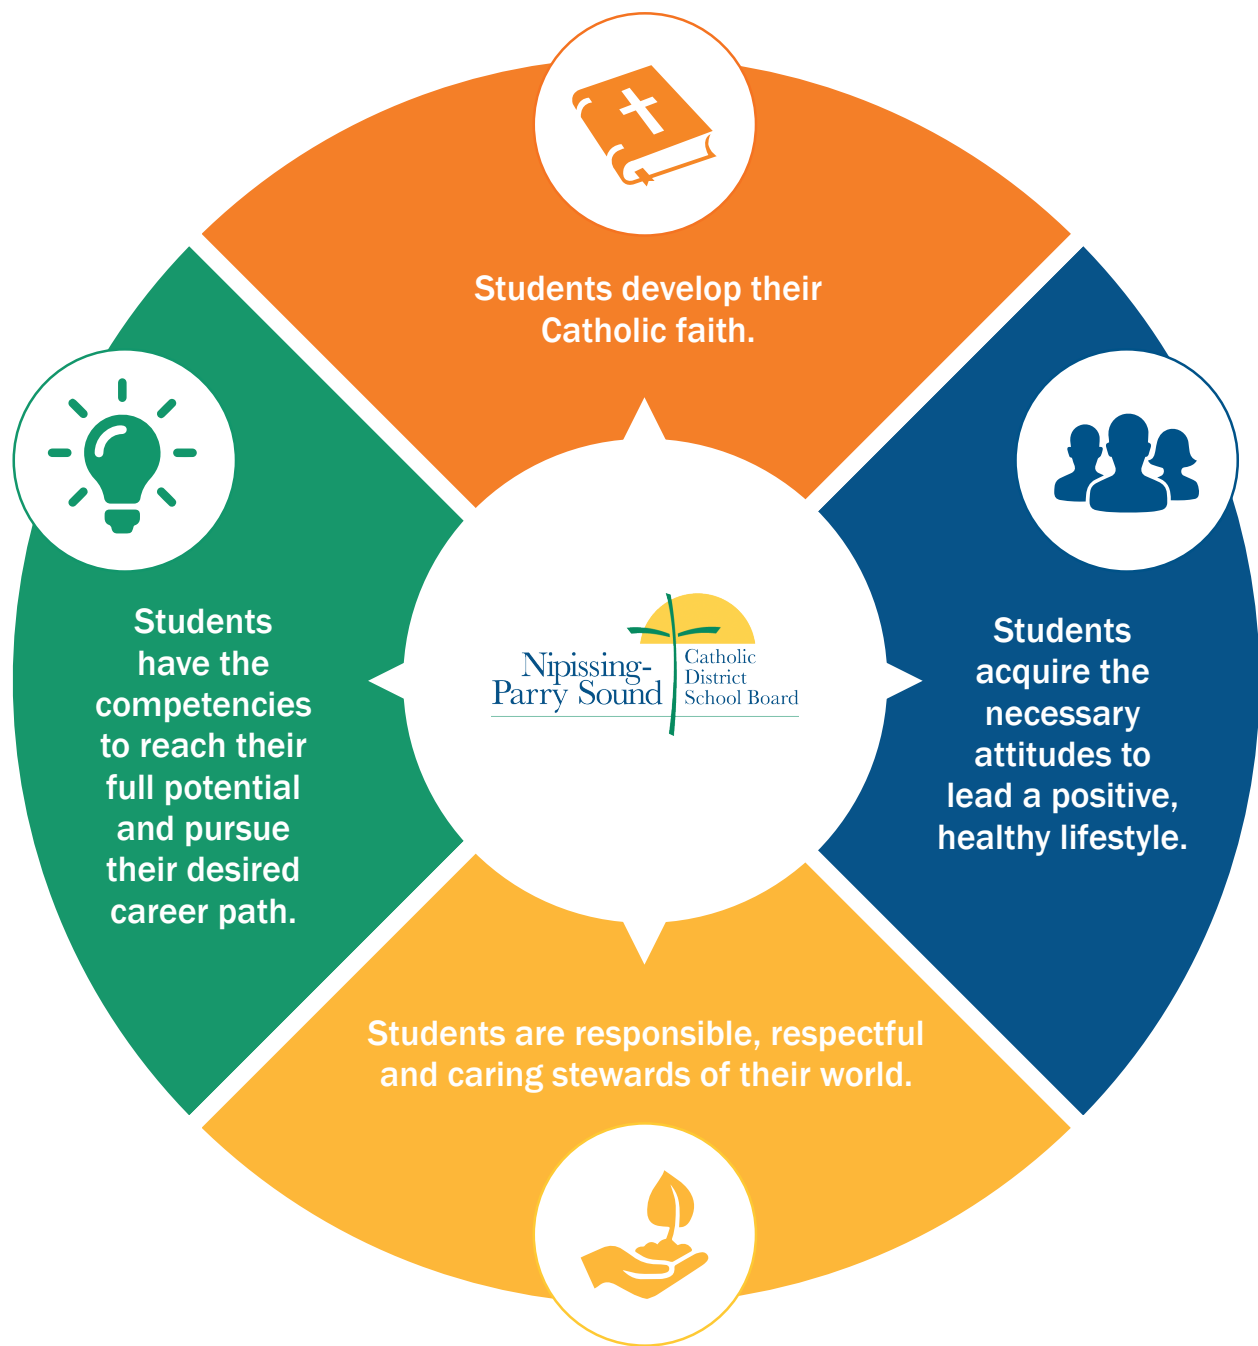 Students develop their
Catholic faith.
Students
have the
competencies
to reach their
full potential
and pursue
their desired
career path.
Nipissing-
Parry Sound
Catholic
District
School Board
Students
acquire the
necessary
attitudes to
lead a positive,
healthy lifestyle.
Students are responsible, respectful
and caring stewards of their world.